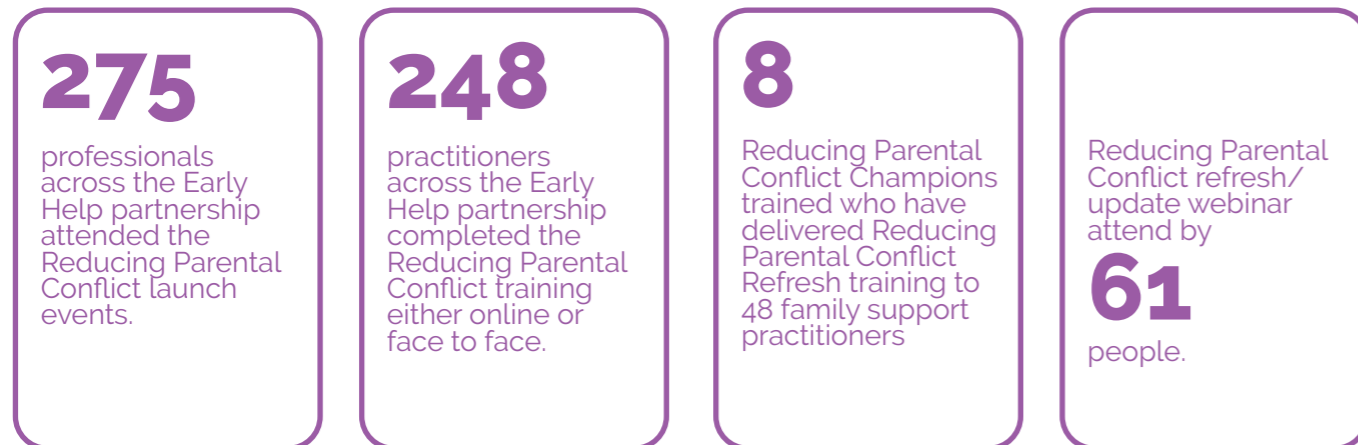 275
professionals
across the Early
Help partnership
attended the
Reducing Parental
Conflict launch
events.
248
practitioners
across the Early
Help partnership
completed the
Reducing Parental
Conflict training
either online or
face to face.
8
Reducing Parental
Conflict Champions
trained who have
delivered Reducing
Parental Conflict
Refresh training to
48 family support
practitioners
Reducing Parental
Conflict refresh/
update webinar
attend by
61
people.